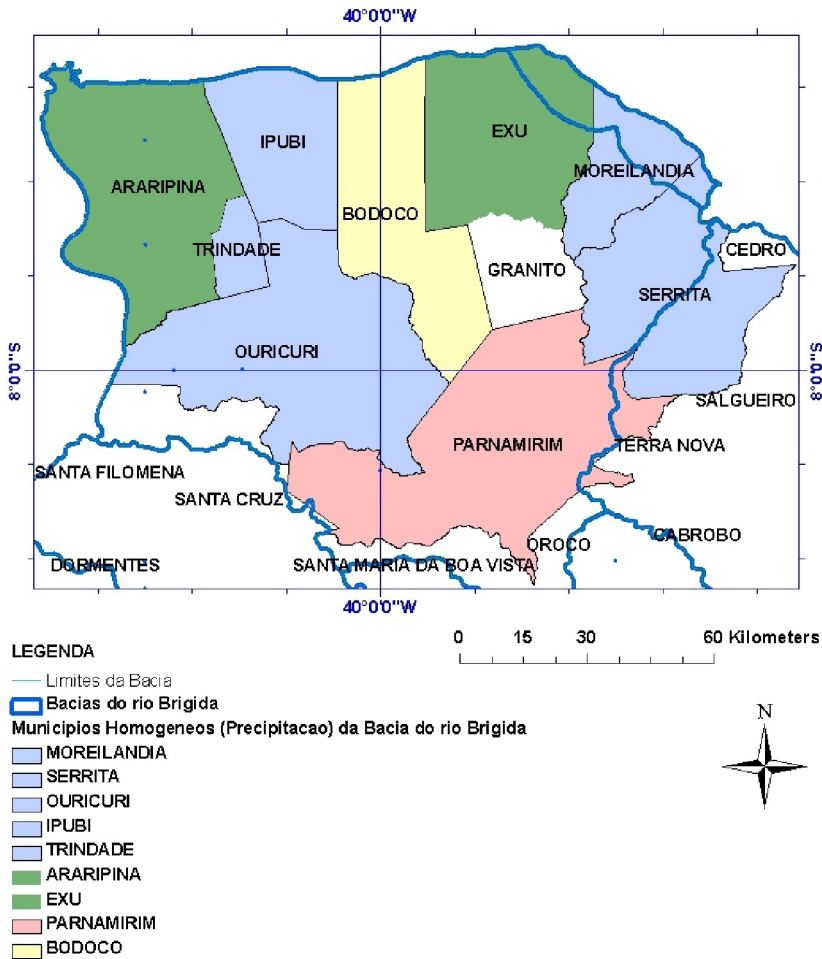 40°0'0"W
IPUBI
EXU
MOREILANDIA
ARARIPINA
BODOCO
TRINDADE
CEDRO
GRANITO
SERRITA
OURICURI
8°0'0"S
8°0'0"S
SALGUEIRO
PARNAMIRIM
TERRA NOVA
SANTA FILOMENA
SANTA CRUZ
CABROBO
OROCO
DORMENTES
SANTA MARIA DA BOA VISTA
40°0'0"W
0 15 30 60 Kilometers
LEGENDA
Limites da Bacia
Bacias do rio Brigida
Municipios Homogeneos (Precipitacao) da Bacia do rio Brigida
MOREILANDIA
SERRITA
OURICURI
IPUBI
TRINDADE
ARARIPINA
EXU
PARNAMIRIM
BODOCO
N